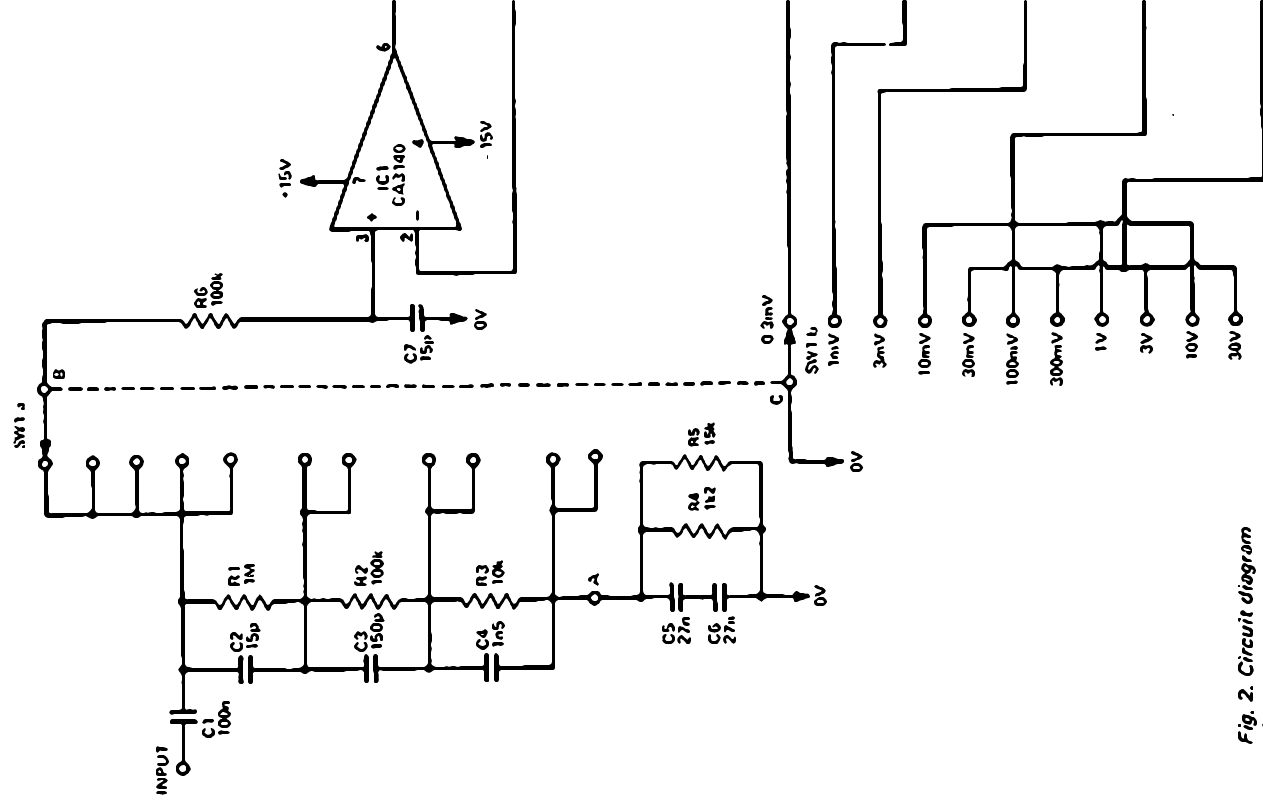 INPUT
C1
100n
C2
15p
R1
1M
C3
150p
R2
100k
C4
1n5
R3
10k
A
C5
27n
C6
27n
0V
R4
1k2
R5
15k
0V
SW1a
B
R6
100k
C7
15p
0V
3
2
+
-
IC1
CA3140
7
+15V
4
-15V
6
C
SW1b
0.3mV
1mV
3mV
10mV
30mV
100mV
300mV
1V
3V
10V
30V
Fig. 2. Circuit diagram